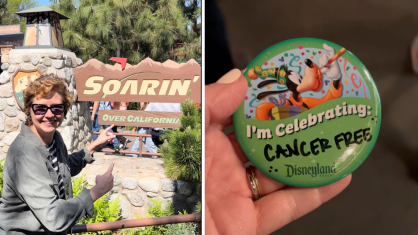 SOARIN'
OVER CALIFORNIA
I'm Celebrating:
CANCER FREE
Disneyland